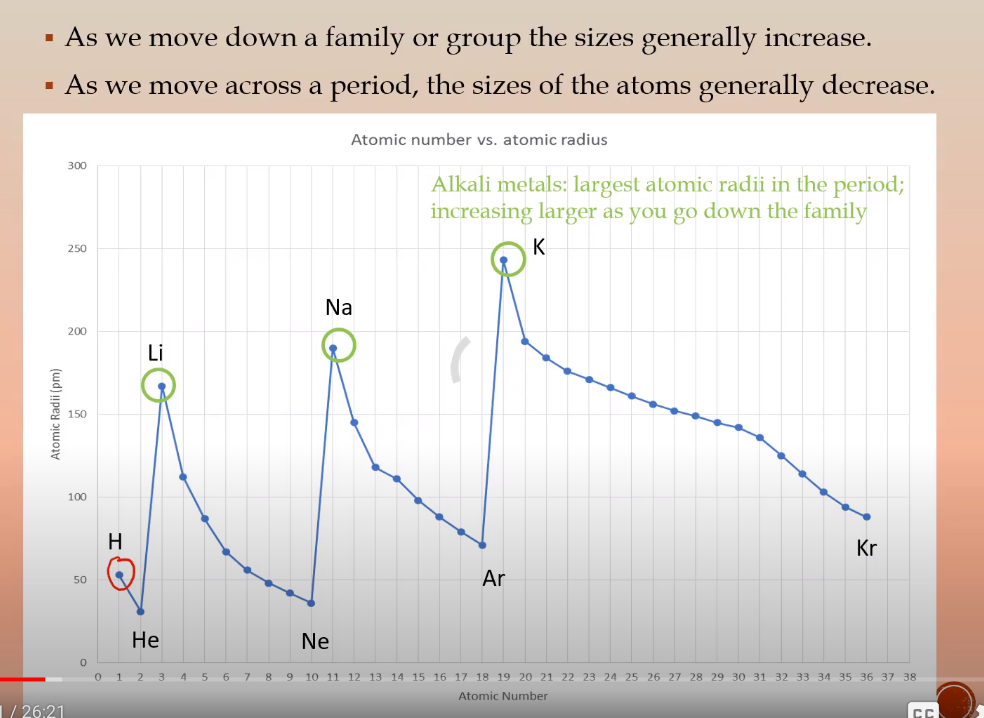 ▪ As we move down a family or group the sizes generally increase.
▪ As we move across a period, the sizes of the atoms generally decrease.
Atomic number vs. atomic radius
Alkali metals: largest atomic radii in the period;
increasing larger as you go down the family
300
250
200
150
100
50
0
Atomic Radii (pm)
K
Na
Li
H
He
Ne
Ar
Kr
0 1 2 3 4 5 6 7 8 9 10 11 12 13 14 15 16 17 18 19 20 21 22 23 24 25 26 27 28 29 30 31 32 33 34 35 36 37 38
Atomic Number
/ 26:21
CC